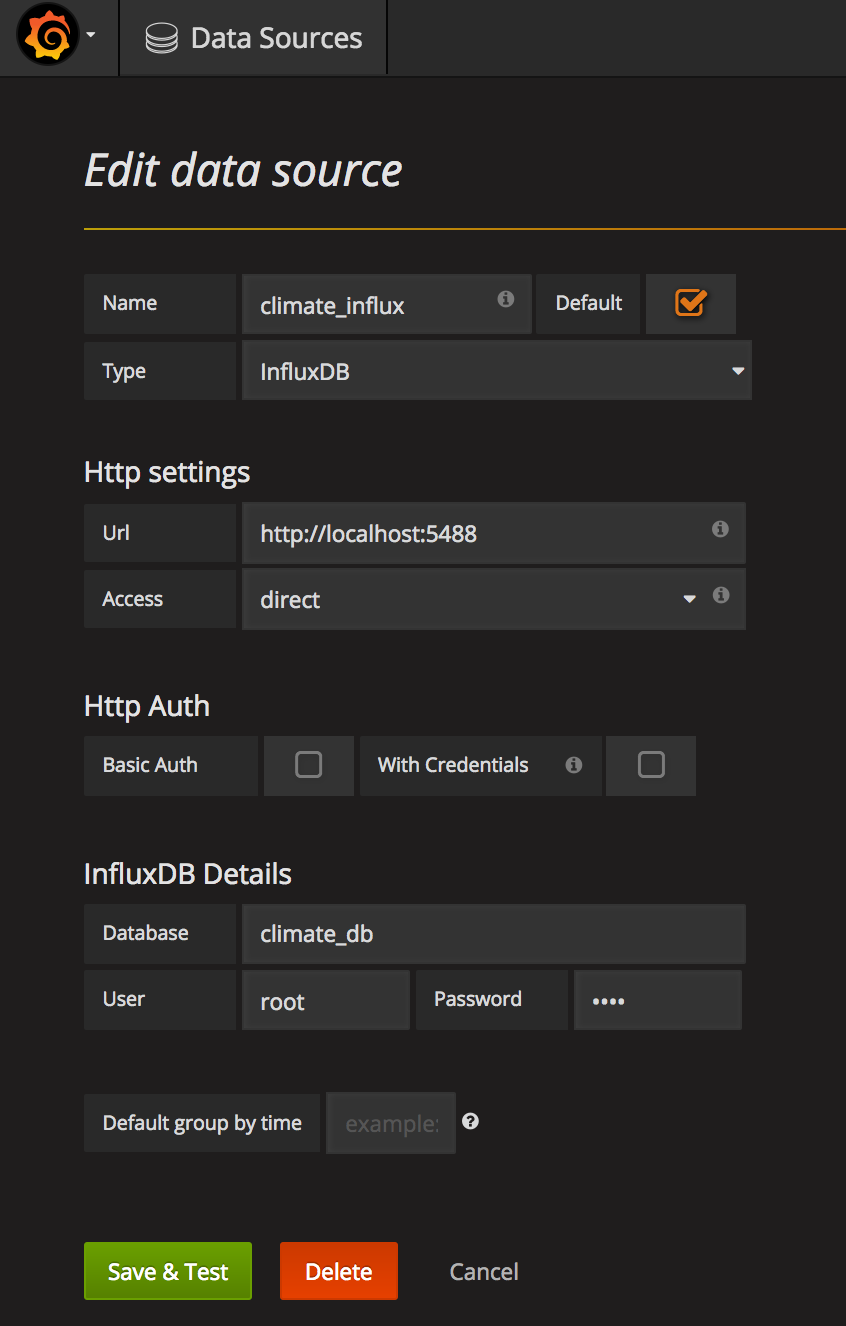 Data Sources
Edit data source
Name climate_influx Default
Type InfluxDB
Http settings
Url http://localhost:5488
Access direct
Http Auth
Basic Auth With Credentials
InfluxDB Details
Database climate_db
User root Password ••••
Default group by time example:
Save & Test Delete Cancel